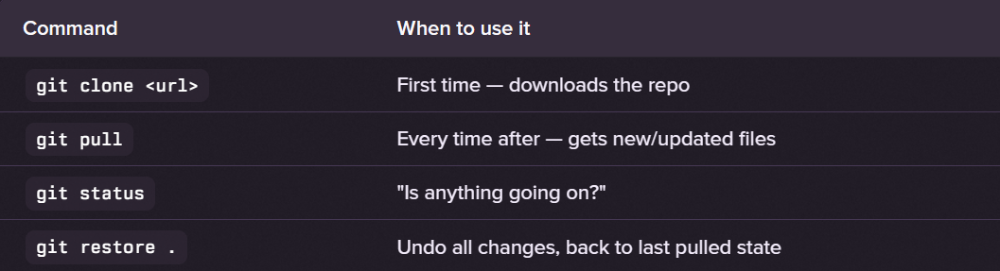 Command When to use it
git clone <url> First time — downloads the repo
git pull Every time after — gets new/updated files
git status "Is anything going on?"
git restore . Undo all changes, back to last pulled state